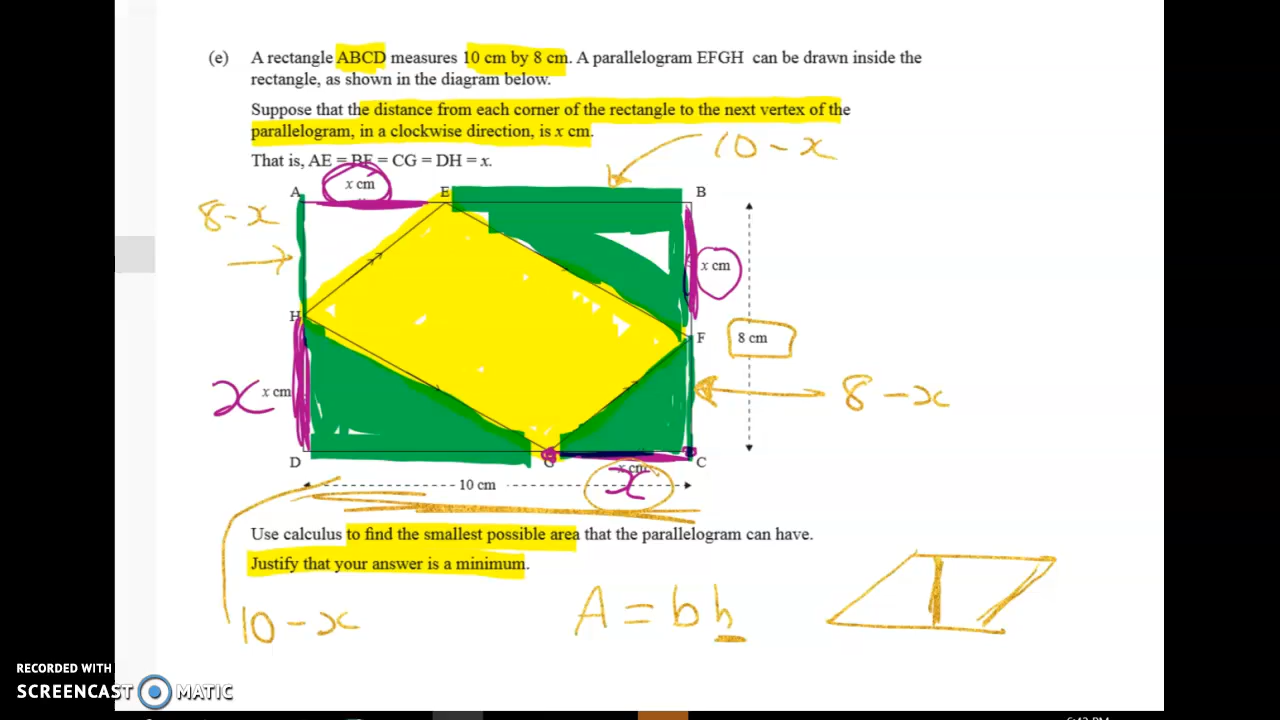 (e) A rectangle ABCD measures 10 cm by 8 cm. A parallelogram EFGH can be drawn inside the
rectangle, as shown in the diagram below.
Suppose that the distance from each corner of the rectangle to the next vertex of the
parallelogram, in a clockwise direction, is x cm.
10 - x
That is, AE = BF = CG = DH = x.
A x cm E B
8 - x
x cm
H F 8 cm
x x cm 8 - x
D G C
x cm
x
10 cm
Use calculus to find the smallest possible area that the parallelogram can have.
Justify that your answer is a minimum.
10 - x A = bh
RECORDED WITH
SCREENCAST MATIC